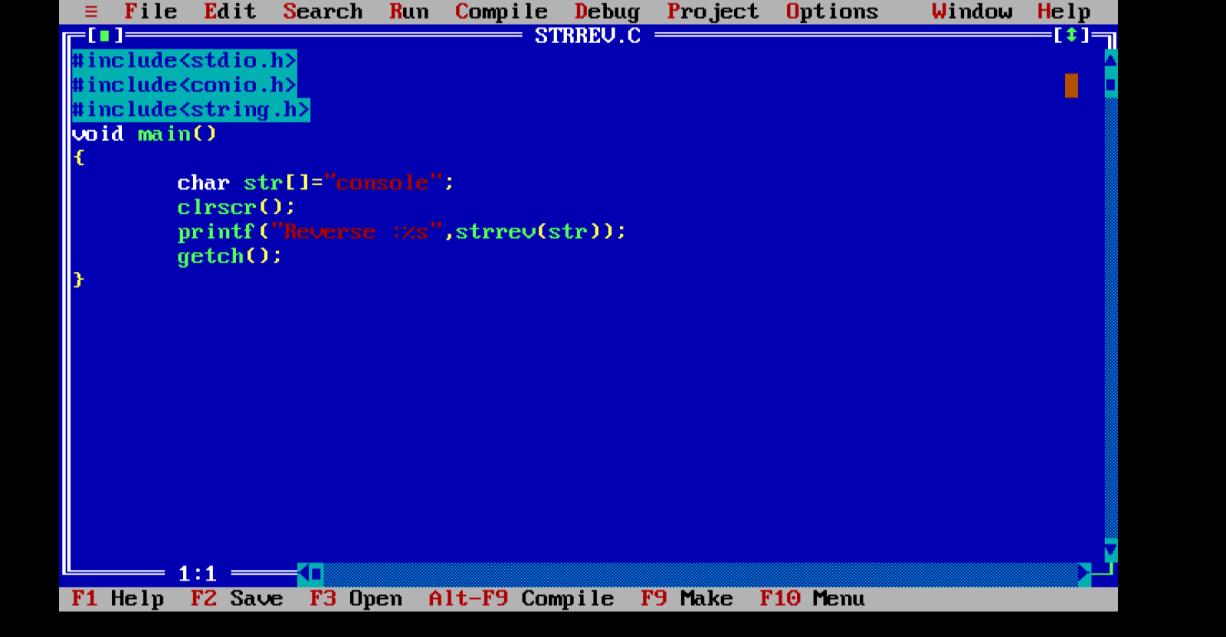 ≡ File Edit Search Run Compile Debug Project Options Window Help
[■] STRREV.C [↕]
#include<stdio.h>
#include<conio.h>
#include<string.h>
void main()
{
char str[]="console";
clrscr();
printf("Reverse :%s",strrev(str));
getch();
}
1:1
F1 Help F2 Save F3 Open Alt-F9 Compile F9 Make F10 Menu